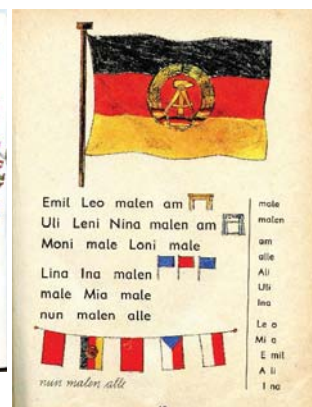 Emil Leo malen am
Uli Leni Nina malen am
Moni male Loni male
Lina Ina malen
male Mia male
nun malen alle
nun malen alle
male
malen
am
alle
Ali
Uli
Ina
Le o
Mi a
E mil
A li
I na